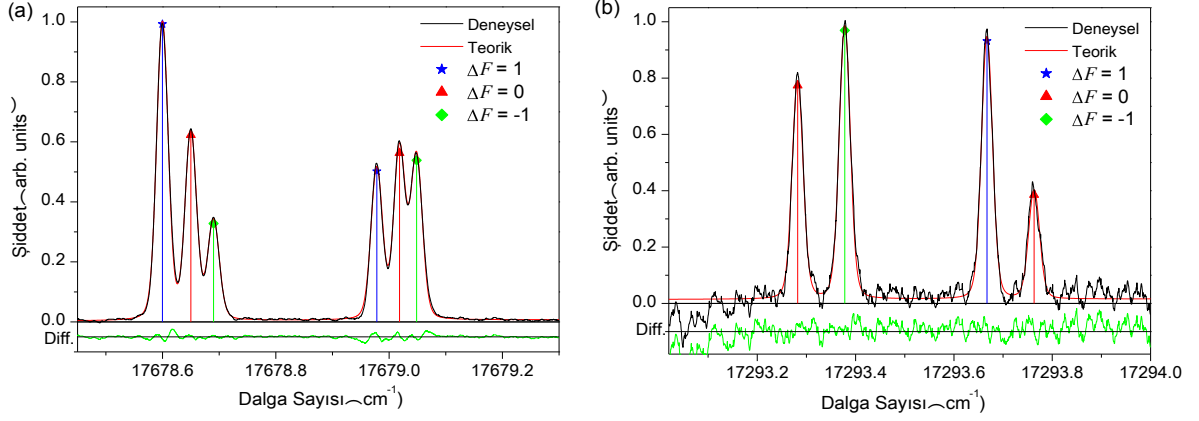 (a)
Deneysel
Teorik
ΔF = 1
ΔF = 0
ΔF = -1
Şiddet⏜(arb. units⏝)
1.0
0.8
0.6
0.4
0.2
0.0
Diff.
17678.6
17678.8
17679.0
17679.2
Dalga Sayısı⏜(cm⁻¹)
(b)
Deneysel
Teorik
ΔF = 1
ΔF = 0
ΔF = -1
Şiddet (arb. units)
1.0
0.8
0.6
0.4
0.2
0.0
Diff.
17293.2
17293.4
17293.6
17293.8
17294.0
Dalga Sayısı (cm⁻¹)